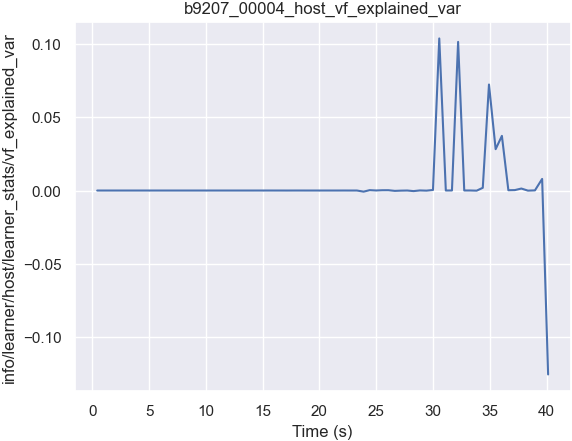 b9207_00004_host_vf_explained_var
info/learner/host/learner_stats/vf_explained_var
0.10
0.05
0.00
−0.05
−0.10
0 5 10 15 20 25 30 35 40
Time (s)